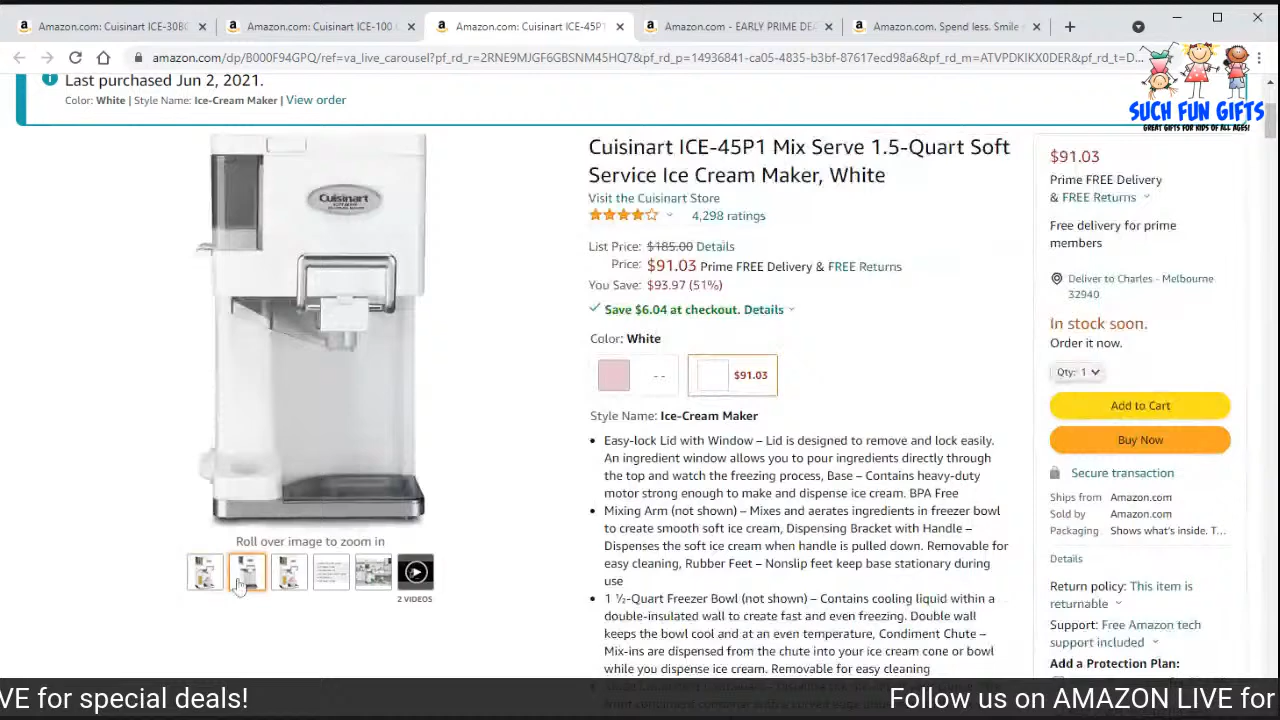 Amazon.com: Cuisinart ICE-30BC
Amazon.com: Cuisinart ICE-100
Amazon.com: Cuisinart ICE-45P1
Amazon.com - EARLY PRIME DE
Amazon.com. Spend less. Smile
amazon.com/dp/B000F94GPQ/ref=va_live_carousel?pf_rd_r=2RNE9MJGF6GBSNM45HQ7&pf_rd_p=14936841-ca05-4835-b3bf-87617ecd98a6&pf_rd_m=ATVPDKIKX0DER&pf_rd_t=D...
SUCH FUN GIFTS
GREAT GIFTS FOR KIDS OF ALL AGES!
Last purchased Jun 2, 2021.
Color: White | Style Name: Ice-Cream Maker | View order
Cuisinart
Roll over image to zoom in
2 VIDEOS
Cuisinart ICE-45P1 Mix Serve 1.5-Quart Soft
Service Ice Cream Maker, White
Visit the Cuisinart Store
4,298 ratings
List Price: $185.00 Details
Price: $91.03 Prime FREE Delivery & FREE Returns
You Save: $93.97 (51%)
Save $6.04 at checkout. Details
Color: White
- -
$91.03
Style Name: Ice-Cream Maker
• Easy-lock Lid with Window – Lid is designed to remove and lock easily.
An ingredient window allows you to pour ingredients directly through
the top and watch the freezing process, Base – Contains heavy-duty
motor strong enough to make and dispense ice cream. BPA Free
• Mixing Arm (not shown) – Mixes and aerates ingredients in freezer bowl
to create smooth soft ice cream, Dispensing Bracket with Handle –
Dispenses the soft ice cream when handle is pulled down. Removable for
easy cleaning, Rubber Feet – Nonslip feet keep base stationary during
use
• 1 ½-Quart Freezer Bowl (not shown) – Contains cooling liquid within a
double-insulated wall to create fast and even freezing. Double wall
keeps the bowl cool and at an even temperature, Condiment Chute –
Mix-ins are dispensed from the chute into your ice cream cone or bowl
while you dispense ice cream. Removable for easy cleaning
$91.03
Prime FREE Delivery
& FREE Returns
Free delivery for prime
members
Deliver to Charles - Melbourne
32940
In stock soon.
Order it now.
Qty: 1
Add to Cart
Buy Now
Secure transaction
Ships from Amazon.com
Sold by Amazon.com
Packaging Shows what's inside. T...
Details
Return policy: This item is
returnable
Support: Free Amazon tech
support included
Add a Protection Plan:
VE for special deals!
Follow us on AMAZON LIVE for